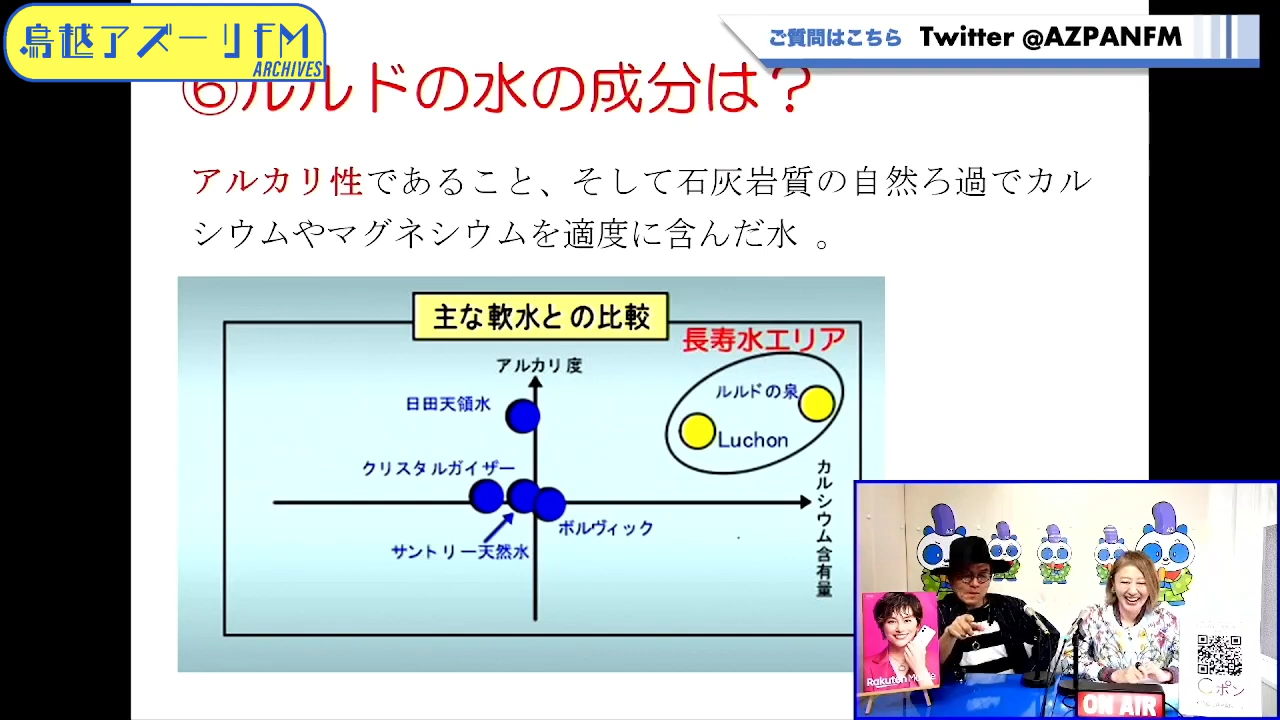 鳥越アズーリFM
ARCHIVES
ご質問はこちら Twitter @AZPANFM
⑥ルルドの水の成分は？
アルカリ性であること、そして石灰岩質の自然ろ過でカル
シウムやマグネシウムを適度に含んだ水 。
主な軟水との比較
長寿水エリア
アルカリ度
日田天領水
ルルドの泉
Luchon
クリスタルガイザー
カルシウム含有量
ボルヴィック
サントリー天然水
Rakuten Mobile
Cポン
ON AIR